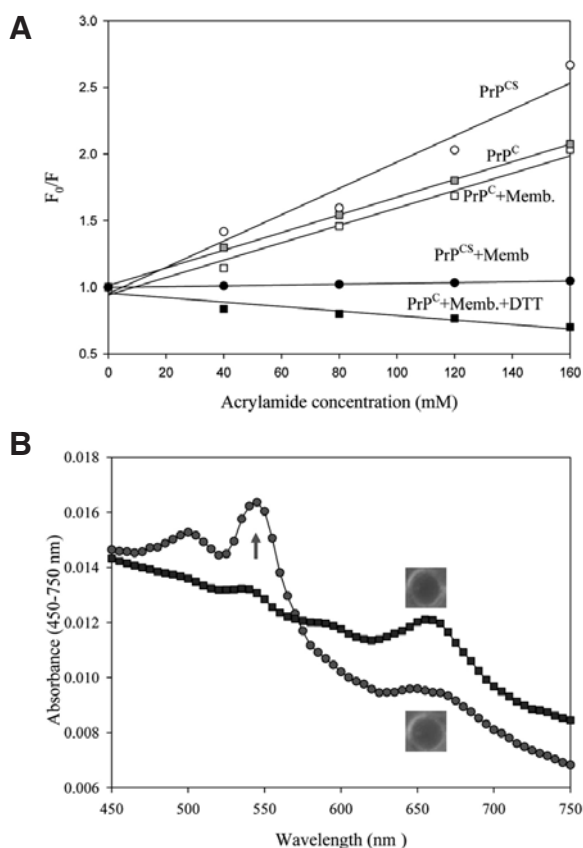 A
3.0
2.5
2.0
1.5
1.0
0.5
F₀/F
PrPᶜˢ
PrPᶜ
PrPᶜ+Memb.
PrPᶜˢ+Memb
PrPᶜ+Memb.+DTT
0 20 40 60 80 100 120 140 160
Acrylamide concentration (mM)
B
0.018
0.016
0.014
0.012
0.010
0.008
0.006
Absorbance (450-750 nm)
450 500 550 600 650 700 750
Wavelength (nm )